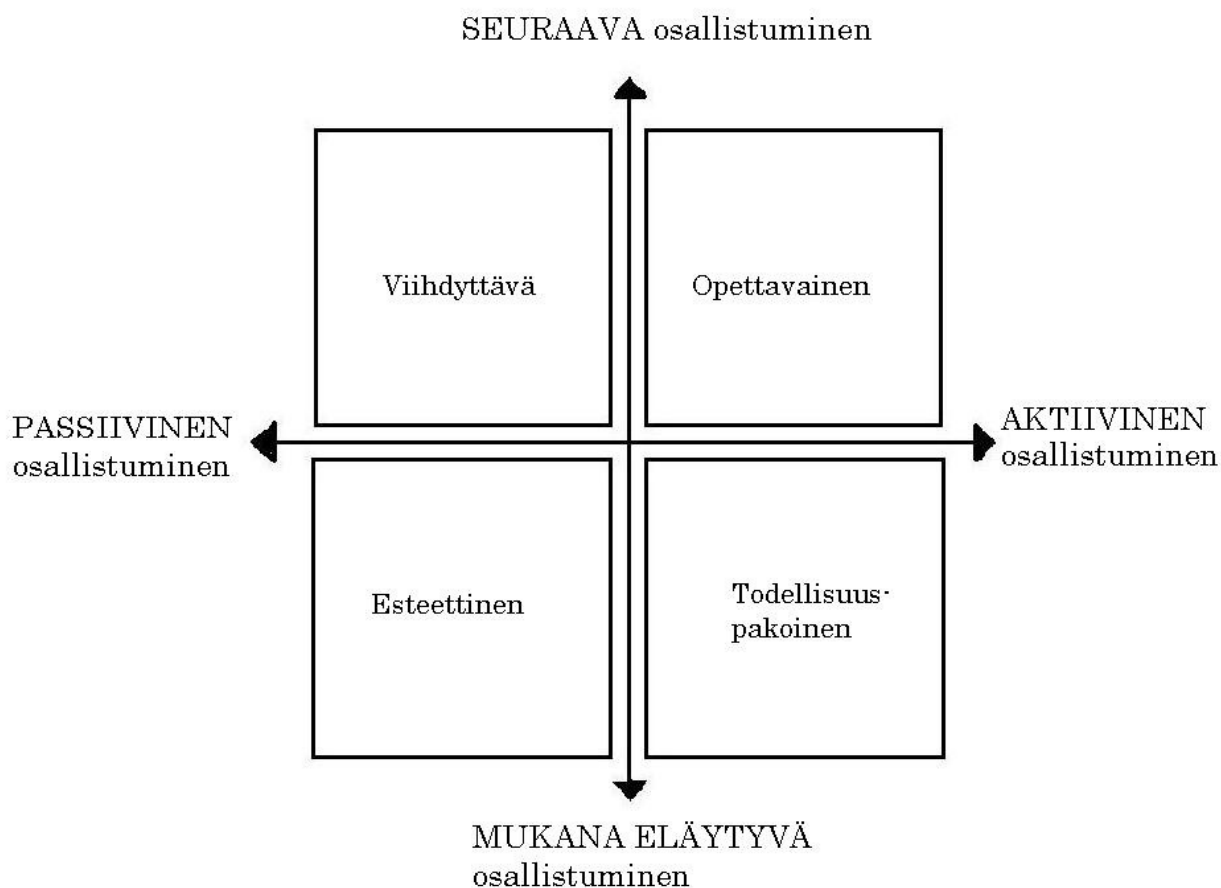 SEURAAVA osallistuminen
Viihdyttävä
Opettavainen
PASSIIVINEN
osallistuminen
AKTIIVINEN
osallistuminen
Esteettinen
Todellisuus-
pakoinen
MUKANA ELÄYTYVÄ
osallistuminen